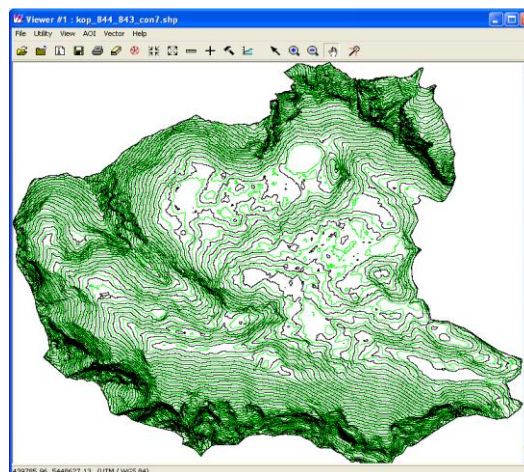 Viewer #1 : kop_844_843_con7.shp
File Utility View AOI Vector Help
(UTM / WGS 84)